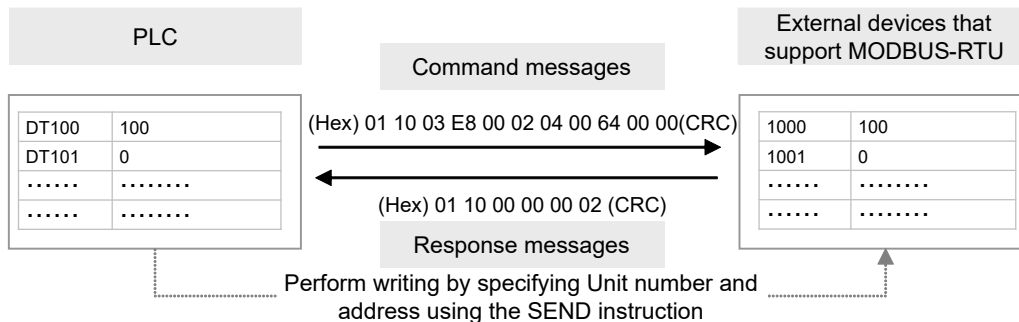 PLC
External devices that
support MODBUS-RTU
Command messages
(Hex) 01 10 03 E8 00 02 04 00 64 00 00(CRC)
DT100 100
DT101 0
...... ........
...... ........
1000 100
1001 0
...... ........
...... ........
(Hex) 01 10 00 00 00 02 (CRC)
Response messages
Perform writing by specifying Unit number and
address using the SEND instruction